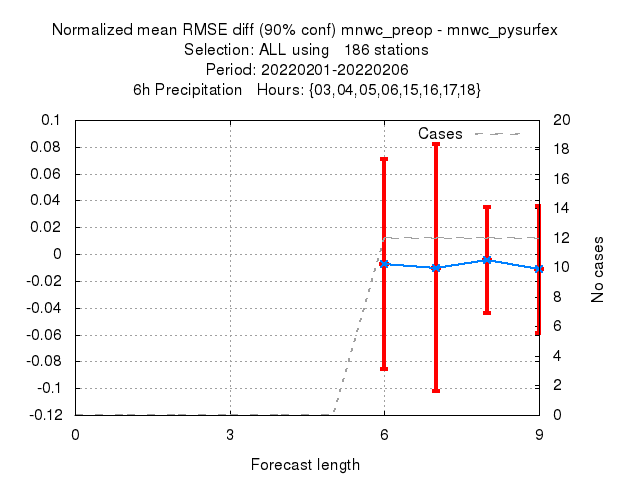 Normalized mean RMSE diff (90% conf) mnwc_preop - mnwc_pysurfex
Selection: ALL using 186 stations
Period: 20220201-20220206
6h Precipitation Hours: {03,04,05,06,15,16,17,18}
Cases
0.1
0.08
0.06
0.04
0.02
0
-0.02
-0.04
-0.06
-0.08
-0.1
-0.12
20
18
16
14
12
10
8
6
4
2
0
No cases
0 3 6 9
Forecast length